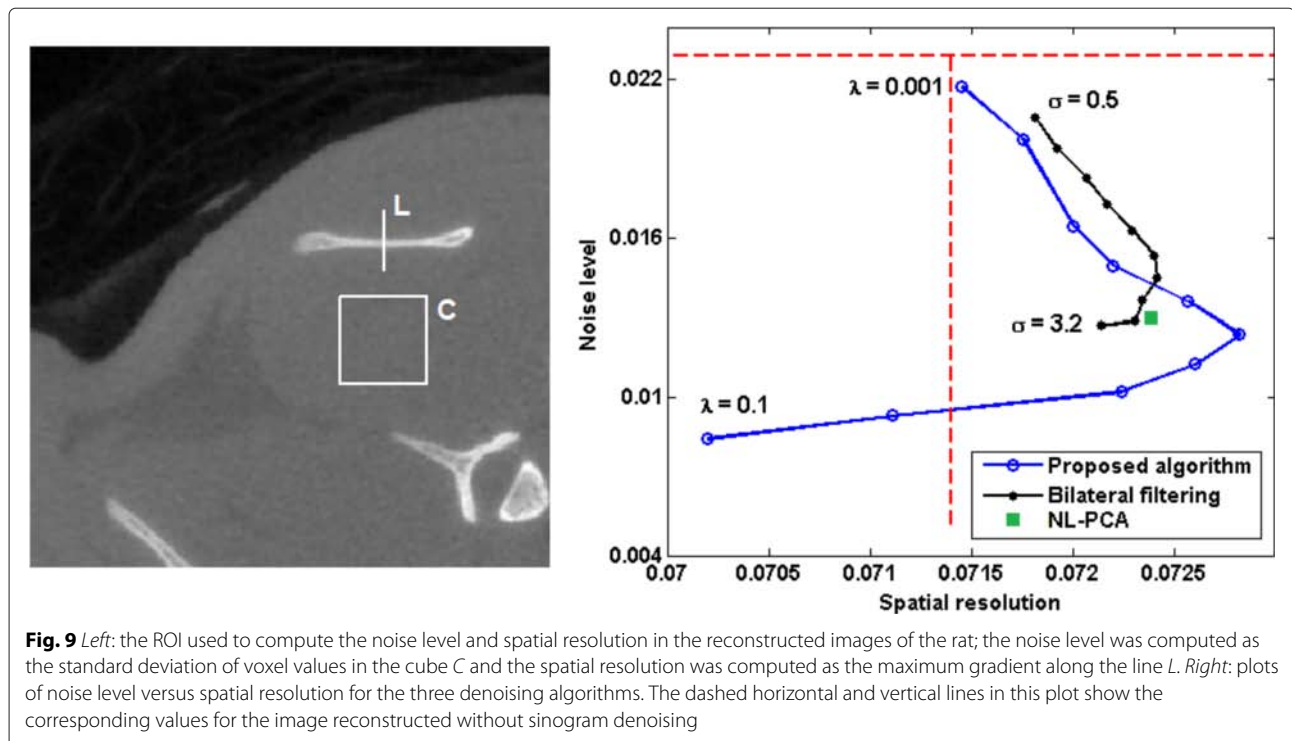 L
C
0.022
0.016
0.01
0.004
Noise level
λ = 0.001
σ = 0.5
σ = 3.2
λ = 0.1
Proposed algorithm
Bilateral filtering
NL-PCA
0.07 0.0705 0.071 0.0715 0.072 0.0725
Spatial resolution
Fig. 9 Left: the ROI used to compute the noise level and spatial resolution in the reconstructed images of the rat; the noise level was computed as
the standard deviation of voxel values in the cube C and the spatial resolution was computed as the maximum gradient along the line L. Right: plots
of noise level versus spatial resolution for the three denoising algorithms. The dashed horizontal and vertical lines in this plot show the
corresponding values for the image reconstructed without sinogram denoising